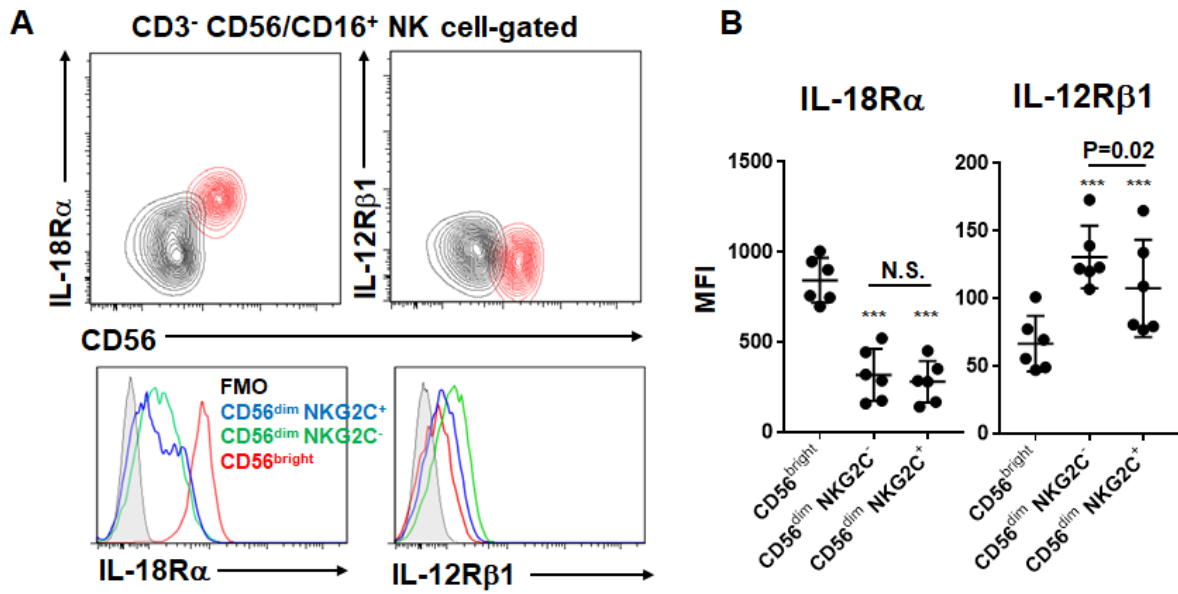 A
CD3⁻ CD56/CD16⁺ NK cell-gated
IL-18Rα
IL-12Rβ1
CD56
FMO
CD56ᵈⁱᵐ NKG2C⁺
CD56ᵈⁱᵐ NKG2C⁻
CD56ᵇʳⁱᵍʰᵗ
IL-18Rα
IL-12Rβ1
B
IL-18Rα
MFI
1500
1000
500
0
N.S.
*** ***
CD56ᵇʳⁱᵍʰᵗ
CD56ᵈⁱᵐ NKG2C⁻
CD56ᵈⁱᵐ NKG2C⁺
IL-12Rβ1
200
150
100
50
0
P=0.02
*** ***
CD56ᵇʳⁱᵍʰᵗ
CD56ᵈⁱᵐ NKG2C⁻
CD56ᵈⁱᵐ NKG2C⁺